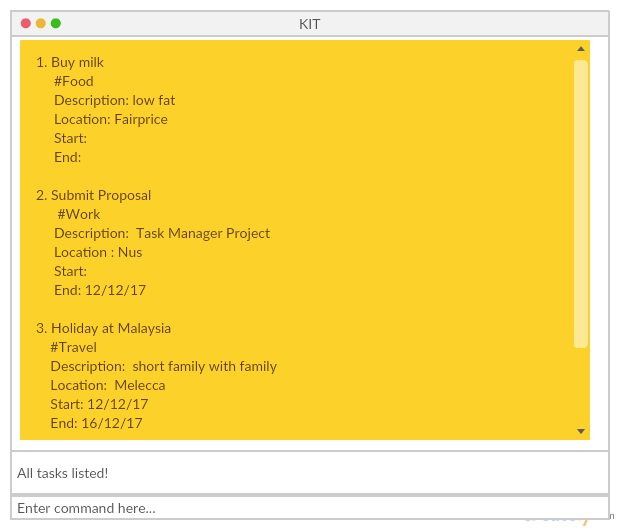 KIT
1. Buy milk
#Food
Description: low fat
Location: Fairprice
Start:
End:
2. Submit Proposal
#Work
Description: Task Manager Project
Location : Nus
Start:
End: 12/12/17
3. Holiday at Malaysia
#Travel
Description: short family with family
Location: Melecca
Start: 12/12/17
End: 16/12/17
All tasks listed!
Enter command here...